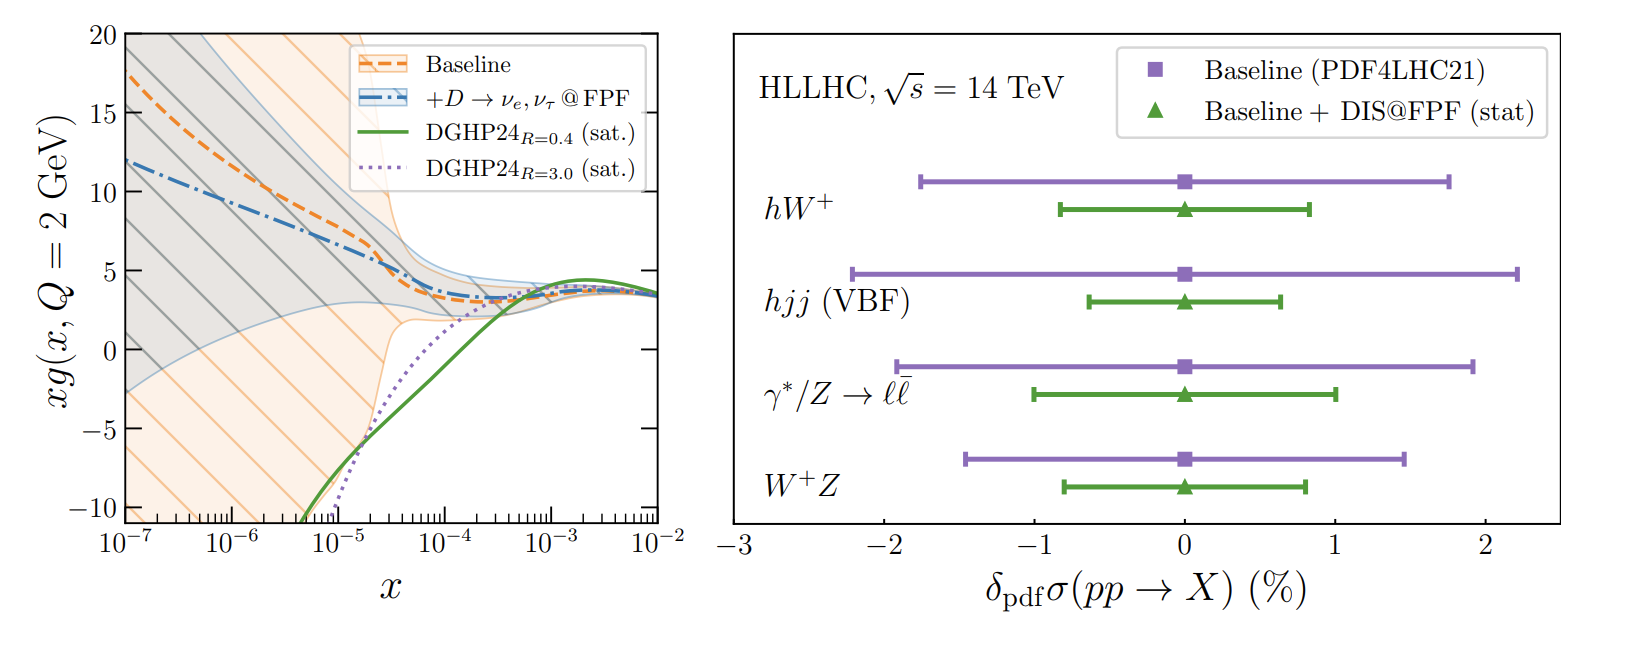 20
15
10
5
0
−5
−10
xg(x, Q = 2 GeV)
Baseline
+D → νₑ, ντ @ FPF
DGHP24R=0.4 (sat.)
DGHP24R=3.0 (sat.)
10⁻⁷ 10⁻⁶ 10⁻⁵ 10⁻⁴ 10⁻³ 10⁻²
x
HLLHC, √s = 14 TeV
Baseline (PDF4LHC21)
Baseline + DIS@FPF (stat)
hW⁺
hjj (VBF)
γ*/Z → ℓℓ̄
W⁺Z
−3 −2 −1 0 1 2
δpdfσ(pp → X) (%)